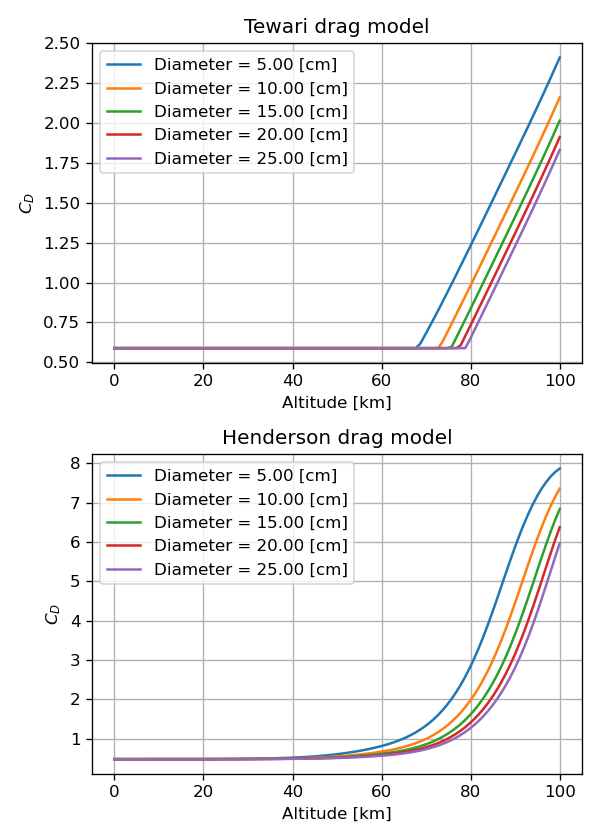 Tewari drag model
2.50
2.25
2.00
1.75
1.50
1.25
1.00
0.75
0.50
C_D
Diameter = 5.00 [cm]
Diameter = 10.00 [cm]
Diameter = 15.00 [cm]
Diameter = 20.00 [cm]
Diameter = 25.00 [cm]
0 20 40 60 80 100
Altitude [km]
Henderson drag model
8
7
6
5
4
3
2
1
C_D
Diameter = 5.00 [cm]
Diameter = 10.00 [cm]
Diameter = 15.00 [cm]
Diameter = 20.00 [cm]
Diameter = 25.00 [cm]
0 20 40 60 80 100
Altitude [km]